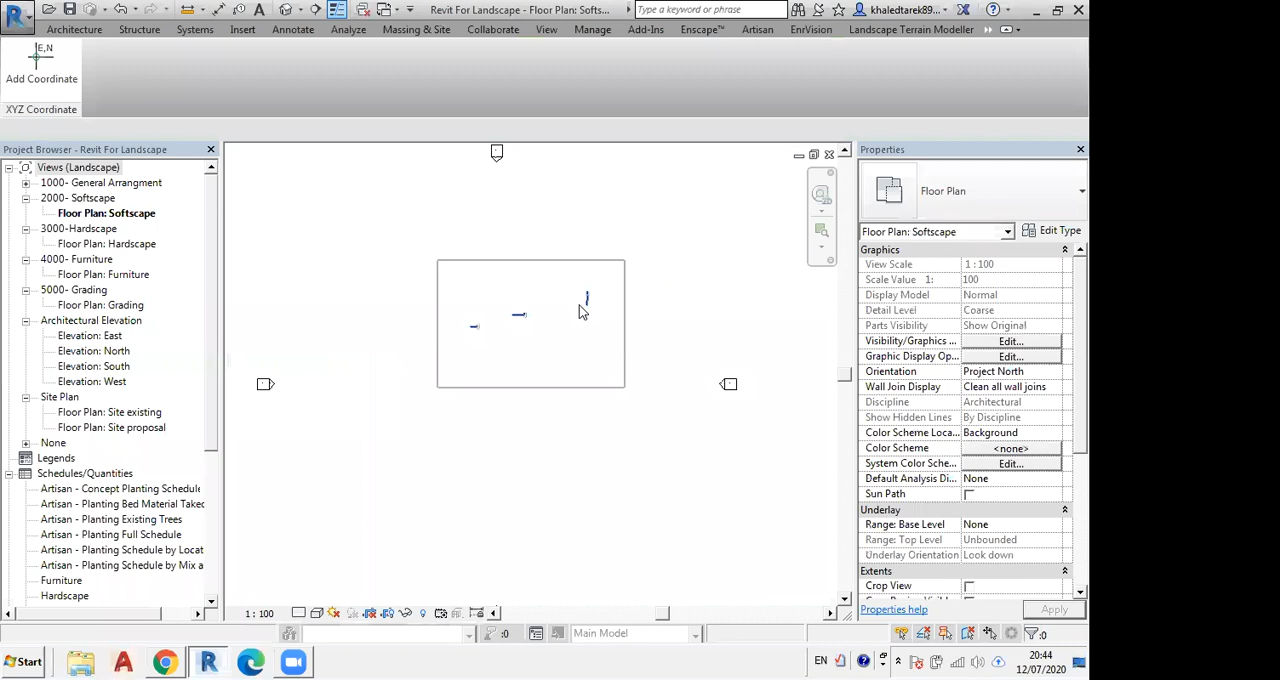 Revit For Landscape - Floor Plan: Softs...
Type a keyword or phrase
khaledtarek89...
Architecture Structure Systems Insert Annotate Analyze Massing & Site Collaborate View Manage Add-Ins Enscape™ Artisan EnVision Landscape Terrain Modeller
E,N
Add Coordinate
XYZ Coordinate
Project Browser - Revit For Landscape
Views (Landscape)
1000- General Arrangment
2000- Softscape
Floor Plan: Softscape
3000-Hardscape
Floor Plan: Hardscape
4000- Furniture
Floor Plan: Furniture
5000- Grading
Floor Plan: Grading
Architectural Elevation
Elevation: East
Elevation: North
Elevation: South
Elevation: West
Site Plan
Floor Plan: Site existing
Floor Plan: Site proposal
None
Legends
Schedules/Quantities
Artisan - Concept Planting Schedule
Artisan - Planting Bed Material Takeo
Artisan - Planting Existing Trees
Artisan - Planting Full Schedule
Artisan - Planting Schedule by Locat
Artisan - Planting Schedule by Mix a
Furniture
Hardscape
Properties
Floor Plan
Floor Plan: Softscape Edit Type
Graphics
View Scale 1 : 100
Scale Value 1: 100
Display Model Normal
Detail Level Coarse
Parts Visibility Show Original
Visibility/Graphics ... Edit...
Graphic Display Op... Edit...
Orientation Project North
Wall Join Display Clean all wall joins
Discipline Architectural
Show Hidden Lines By Discipline
Color Scheme Loca... Background
Color Scheme <none>
System Color Sche... Edit...
Default Analysis Di... None
Sun Path
Underlay
Range: Base Level None
Range: Top Level Unbounded
Underlay Orientation Look down
Extents
Crop View
Properties help Apply
1 : 100
:0 Main Model :0
Start EN 20:44
12/07/2020